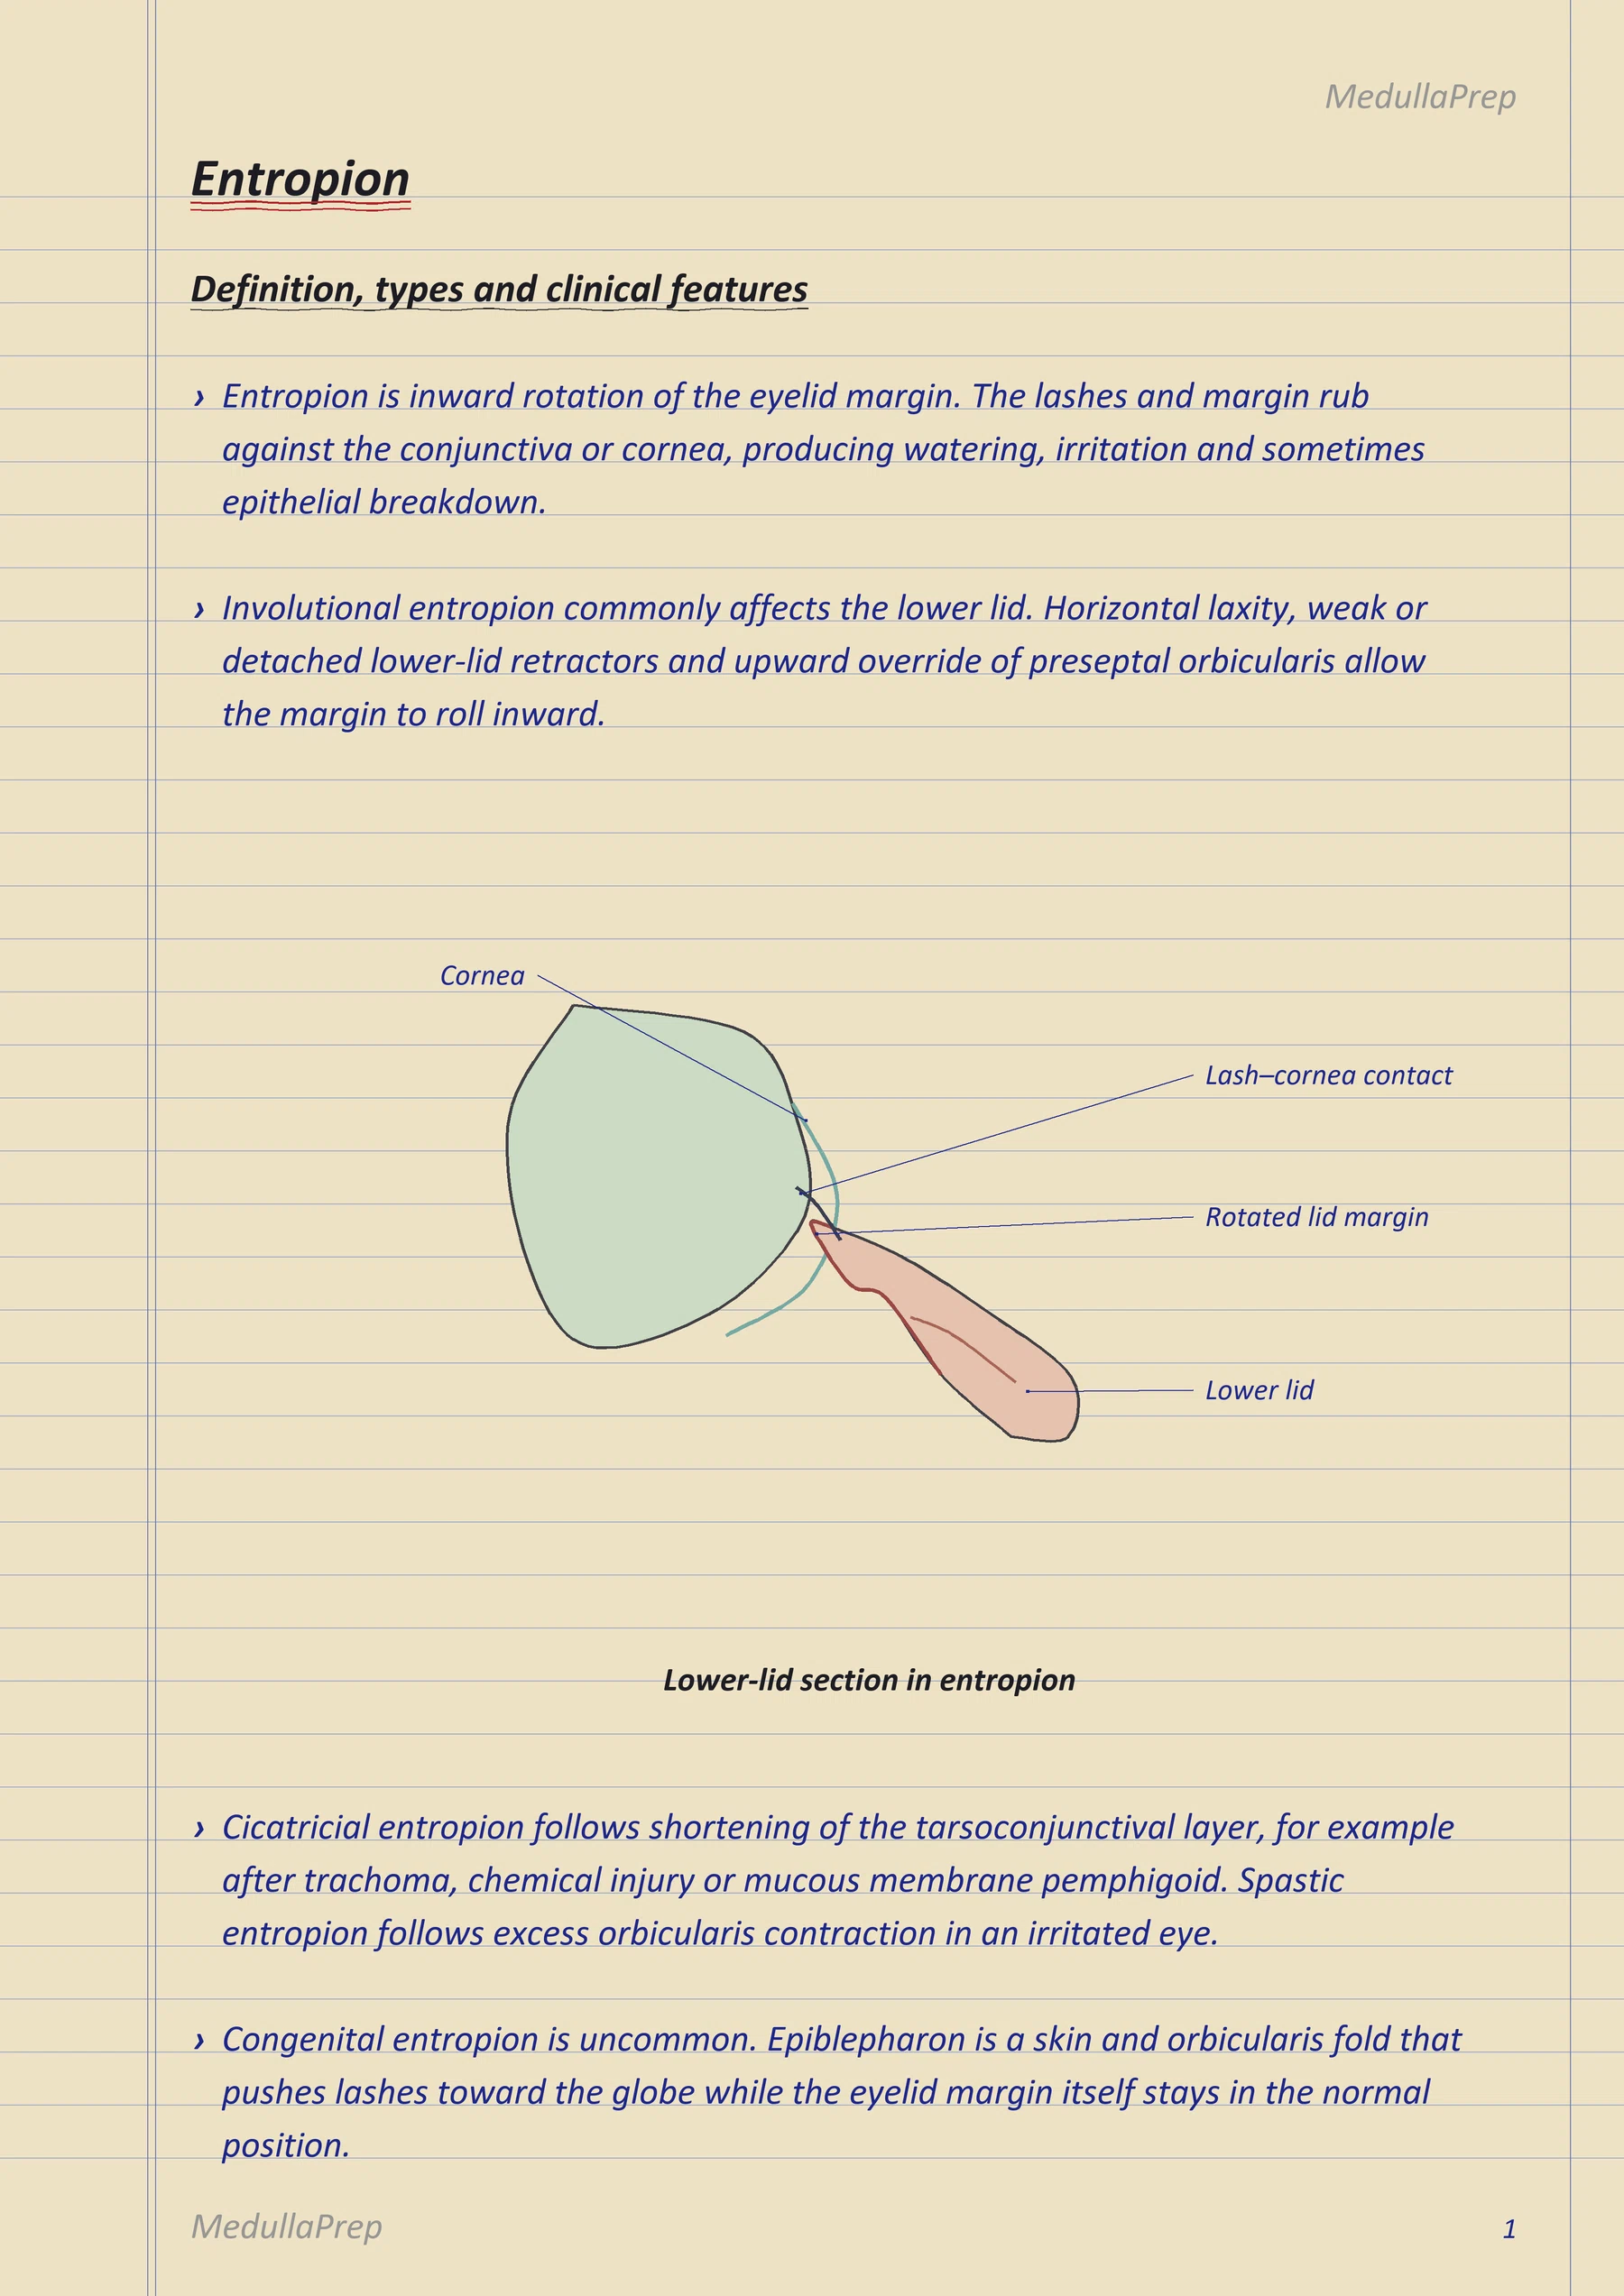 MedullaPrep
Entropion
Definition, types and clinical features
› Entropion is inward rotation of the eyelid margin. The lashes and margin rub
against the conjunctiva or cornea, producing watering, irritation and sometimes
epithelial breakdown.
› Involutional entropion commonly affects the lower lid. Horizontal laxity, weak or
detached lower-lid retractors and upward override of preseptal orbicularis allow
the margin to roll inward.
Cornea
Lash–cornea contact
Rotated lid margin
Lower lid
Lower-lid section in entropion
› Cicatricial entropion follows shortening of the tarsoconjunctival layer, for example
after trachoma, chemical injury or mucous membrane pemphigoid. Spastic
entropion follows excess orbicularis contraction in an irritated eye.
› Congenital entropion is uncommon. Epiblepharon is a skin and orbicularis fold that
pushes lashes toward the globe while the eyelid margin itself stays in the normal
position.
MedullaPrep
1